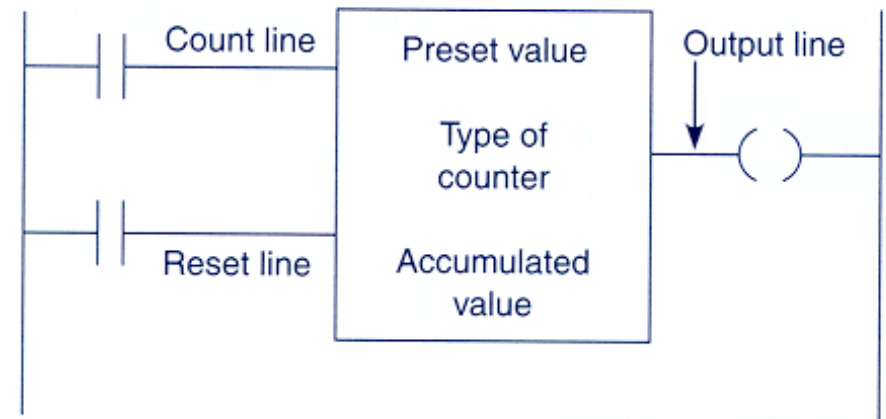 Count line
Preset value
Output line
Type of
counter
Reset line
Accumulated
value